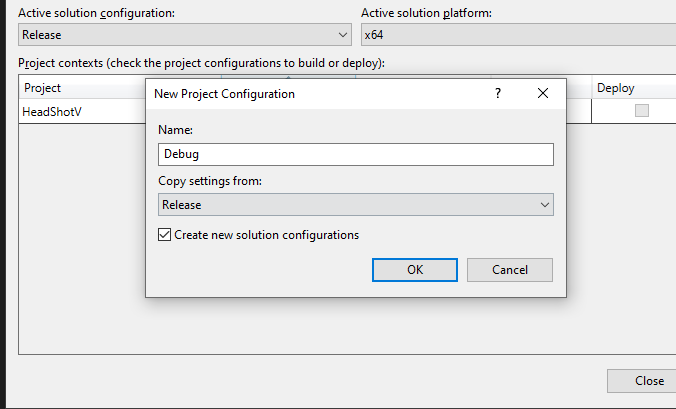 Active solution configuration: Active solution platform:
Release x64
Project contexts (check the project configurations to build or deploy):
Project Deploy
HeadShotV
New Project Configuration ?
Name:
Debug
Copy settings from:
Release
Create new solution configurations
OK Cancel
Close